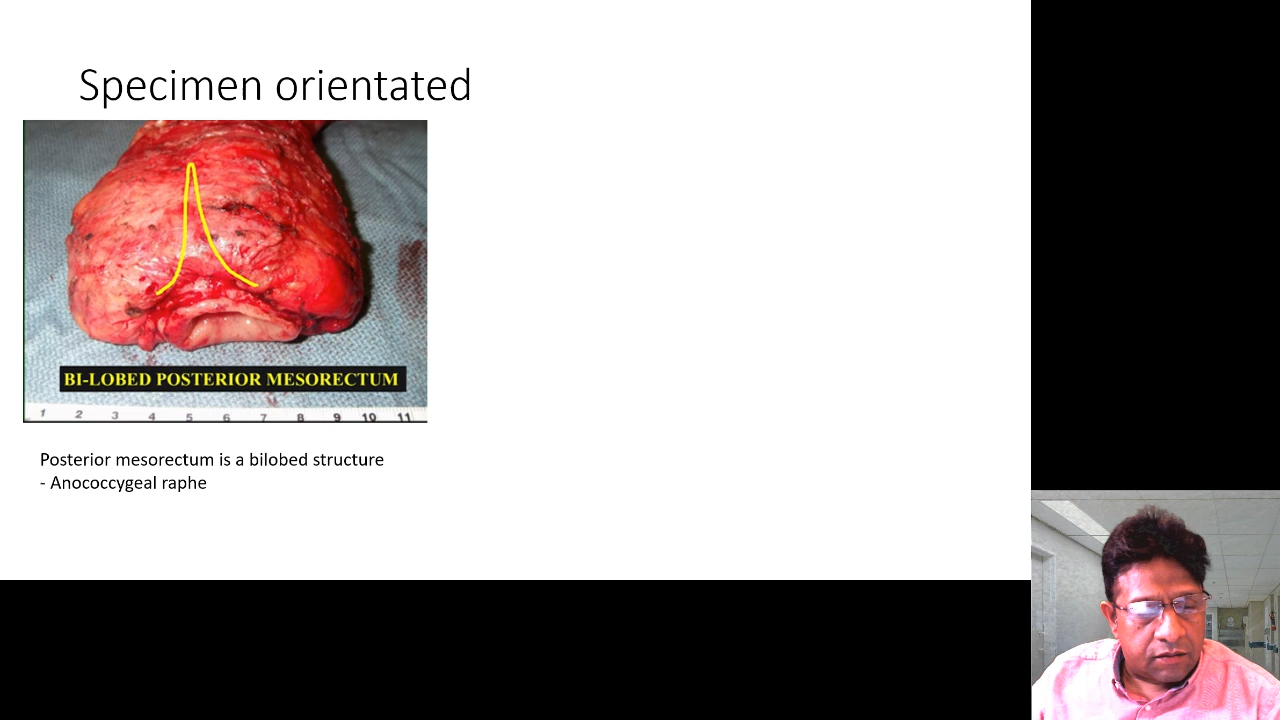 Specimen orientated
BI-LOBED POSTERIOR MESORECTUM
1 2 3 4 5 6 7 8 9 10 11
Posterior mesorectum is a bilobed structure
- Anococcygeal raphe